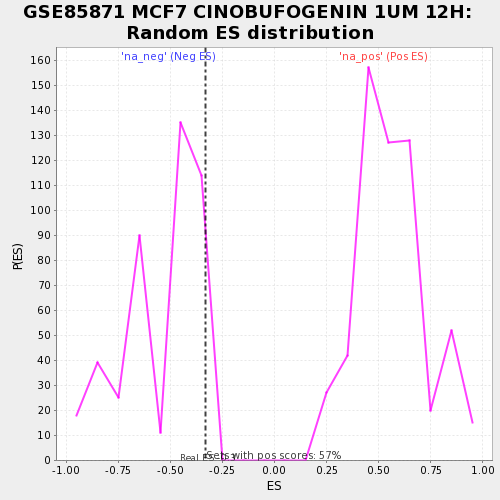 GSE85871 MCF7 CINOBUFOGENIN 1UM 12H:
Random ES distribution
'na_neg' (Neg ES)
'na_pos' (Pos ES)
160
150
140
130
120
110
100
90
80
70
60
50
40
30
20
10
0
P(ES)
Sets with pos scores: 57%
-1.00 -0.75 -0.50 -0.25 0.00 0.25 0.50 0.75 1.00
ES